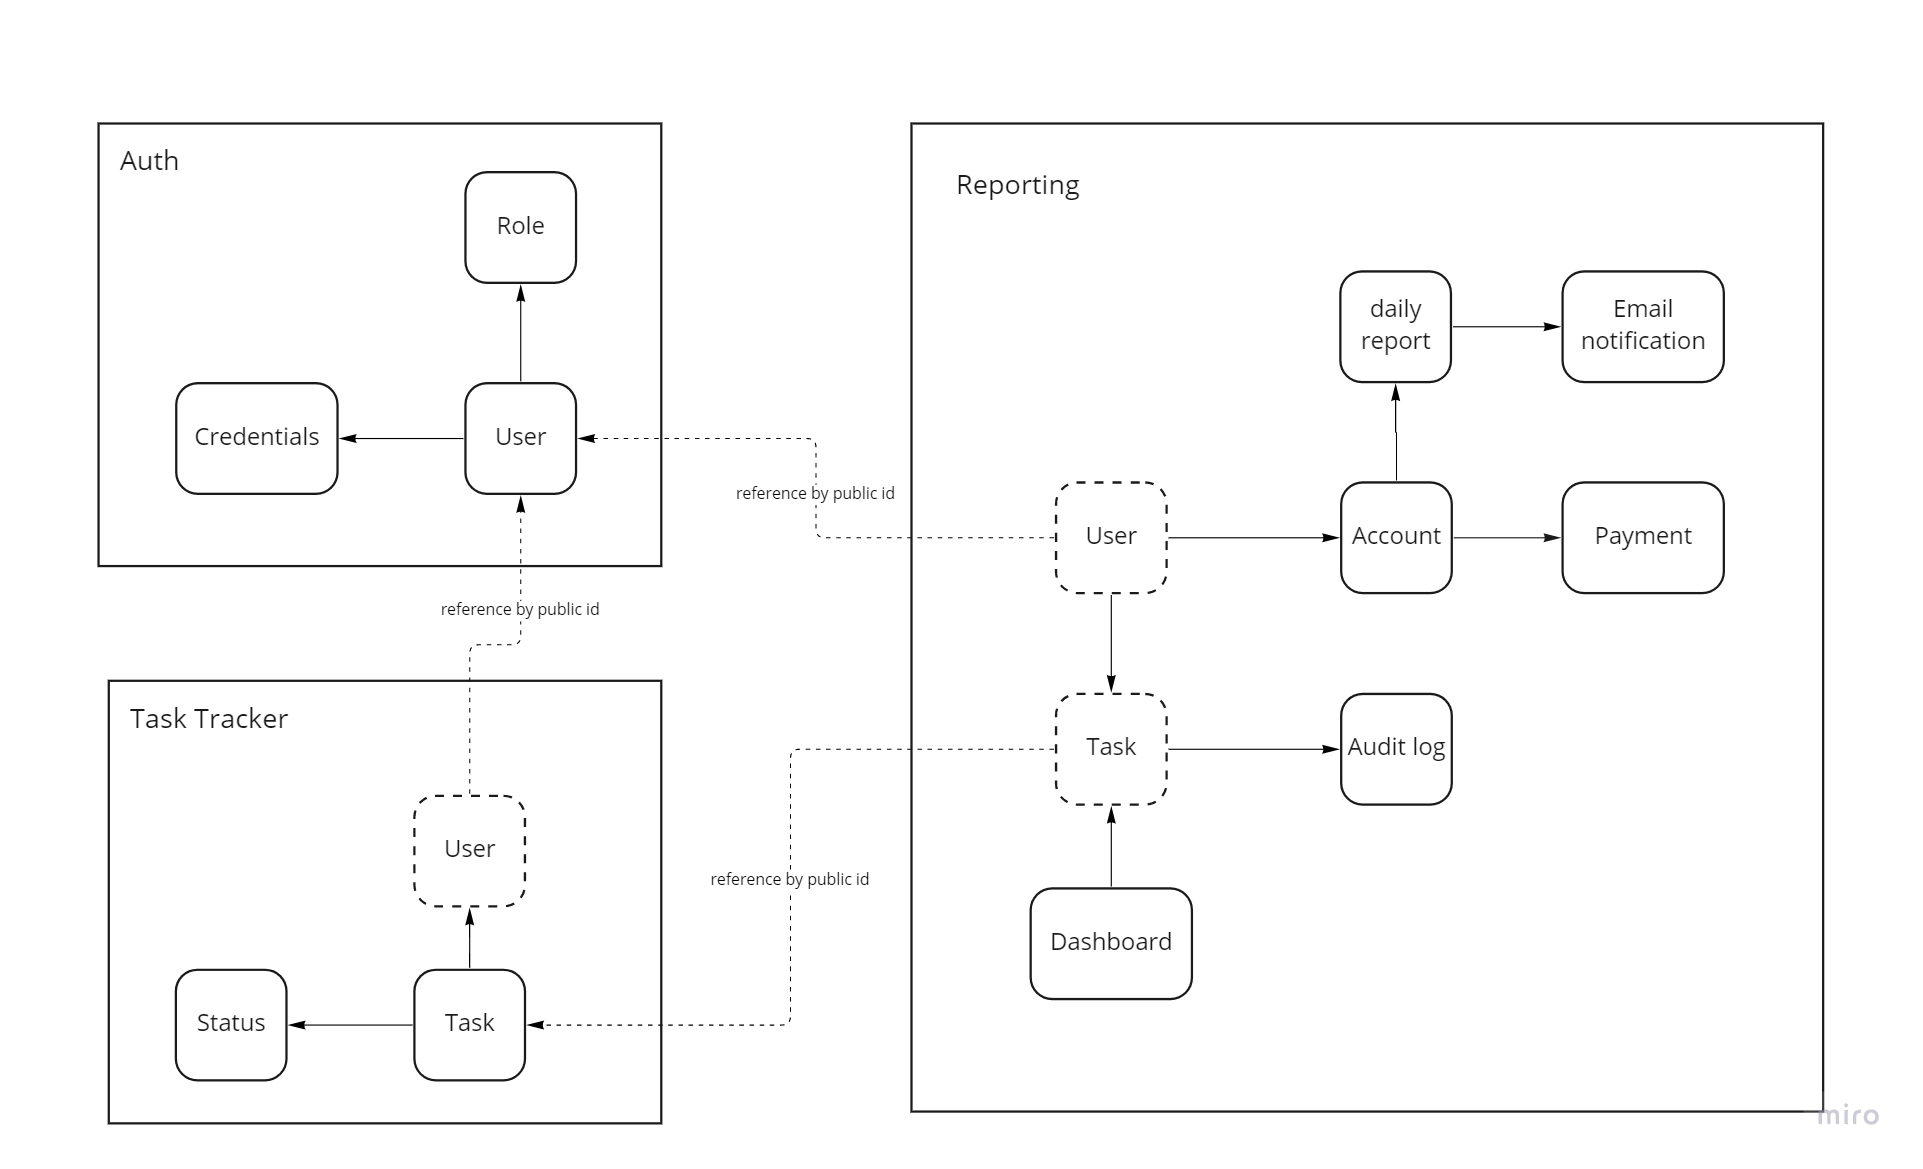 Auth
Role
Credentials
User
reference by public id
Task Tracker
User
Status
Task
reference by public id
reference by public id
Reporting
daily
report
Email
notification
User
Account
Payment
Task
Audit log
Dashboard
miro